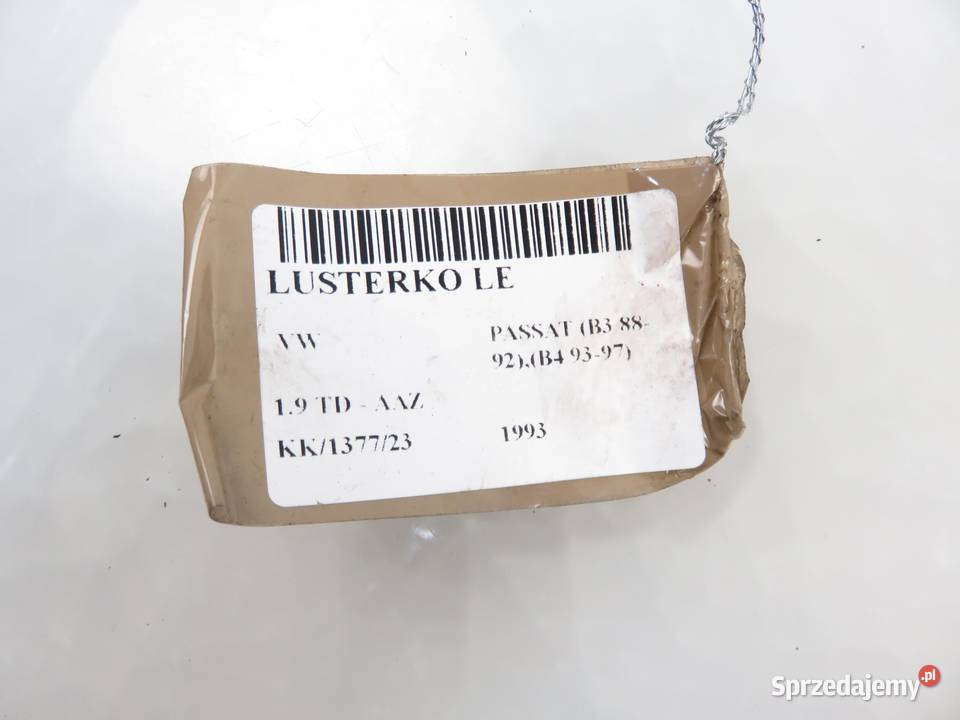 LUSTERKO LE
VW
PASSAT (B3 88-
92),(B4 93-97)
1.9 TD - AAZ
KK/1377/23
1993
Sprzedajemy.pl